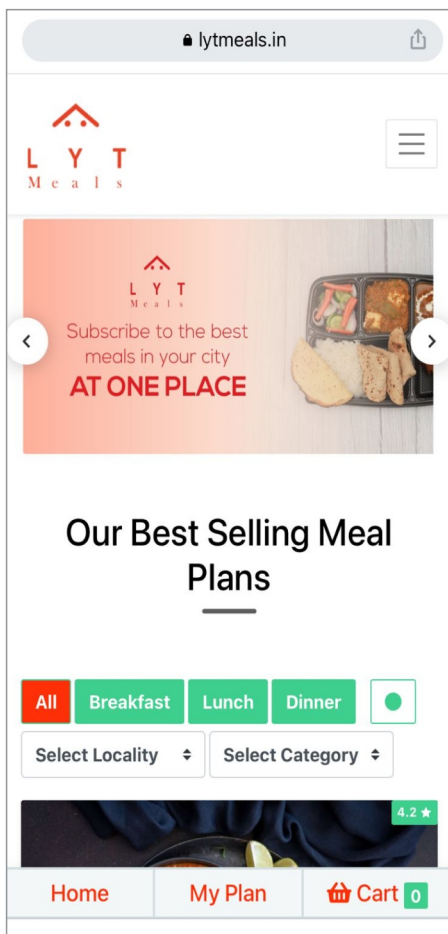 lytmeals.in
L Y T
Meals
L Y T
Meals
Subscribe to the best
meals in your city
AT ONE PLACE
Our Best Selling Meal
Plans
All Breakfast Lunch Dinner
Select Locality Select Category
4.2 ★
Home My Plan Cart 0